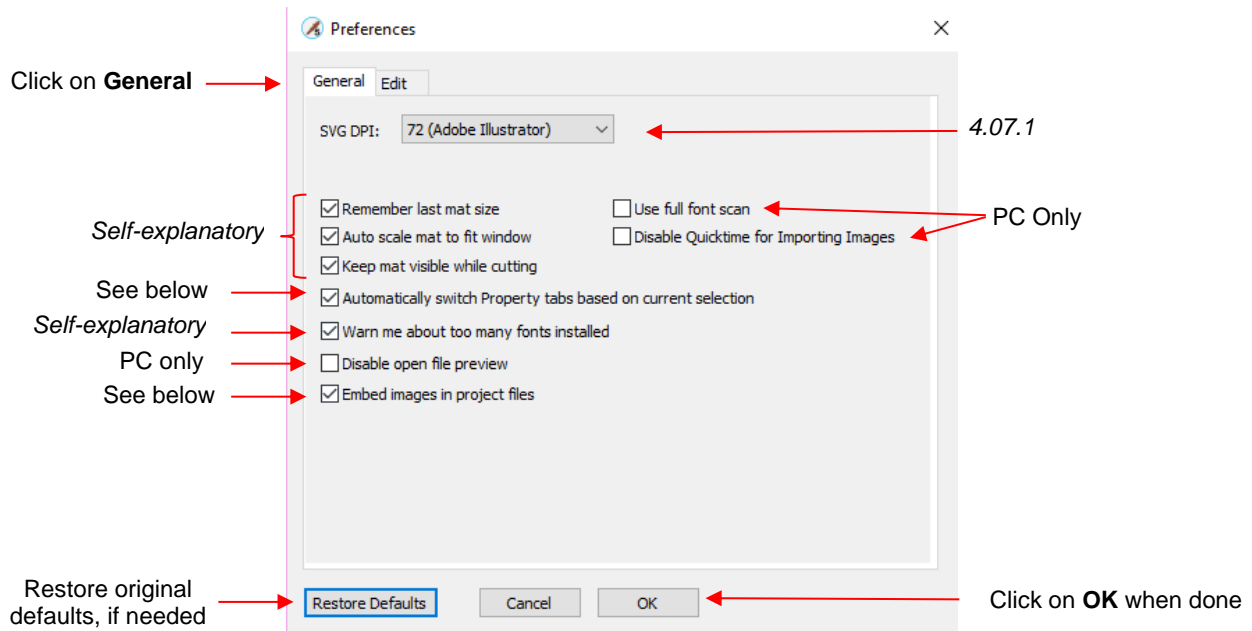 Preferences
Click on General
General Edit
SVG DPI: 72 (Adobe Illustrator)
4.07.1
Self-explanatory
Remember last mat size
Use full font scan
PC Only
Auto scale mat to fit window
Disable Quicktime for Importing Images
Keep mat visible while cutting
See below
Automatically switch Property tabs based on current selection
Self-explanatory
Warn me about too many fonts installed
PC only
Disable open file preview
See below
Embed images in project files
Restore original
defaults, if needed
Restore Defaults
Cancel
OK
Click on OK when done